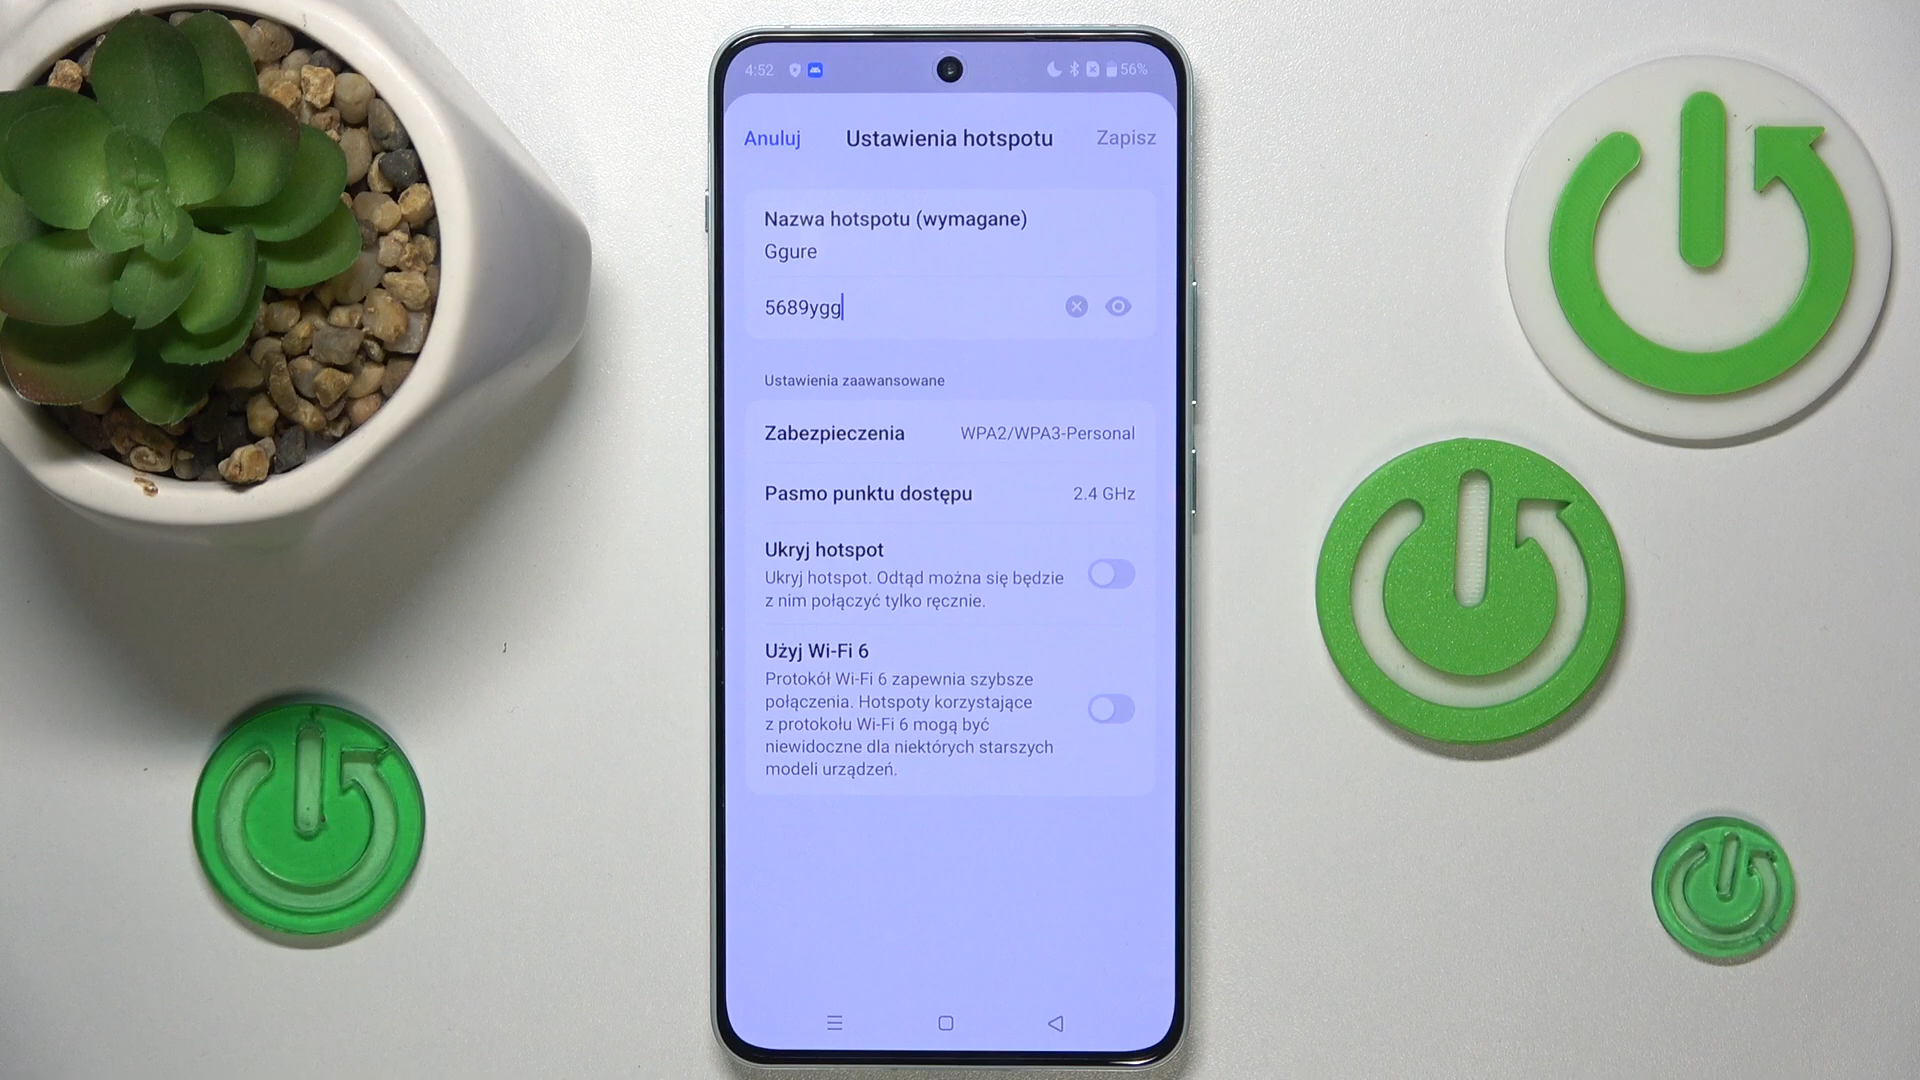 4:52
56%
Anuluj Ustawienia hotspotu Zapisz
Nazwa hotspotu (wymagane)
Ggure
5689ygg
Ustawienia zaawansowane
Zabezpieczenia WPA2/WPA3-Personal
Pasmo punktu dostępu 2.4 GHz
Ukryj hotspot
Ukryj hotspot. Odtąd można się będzie
z nim połączyć tylko ręcznie.
Użyj Wi-Fi 6
Protokół Wi-Fi 6 zapewnia szybsze
połączenia. Hotspoty korzystające
z protokołu Wi-Fi 6 mogą być
niewidoczne dla niektórych starszych
modeli urządzeń.